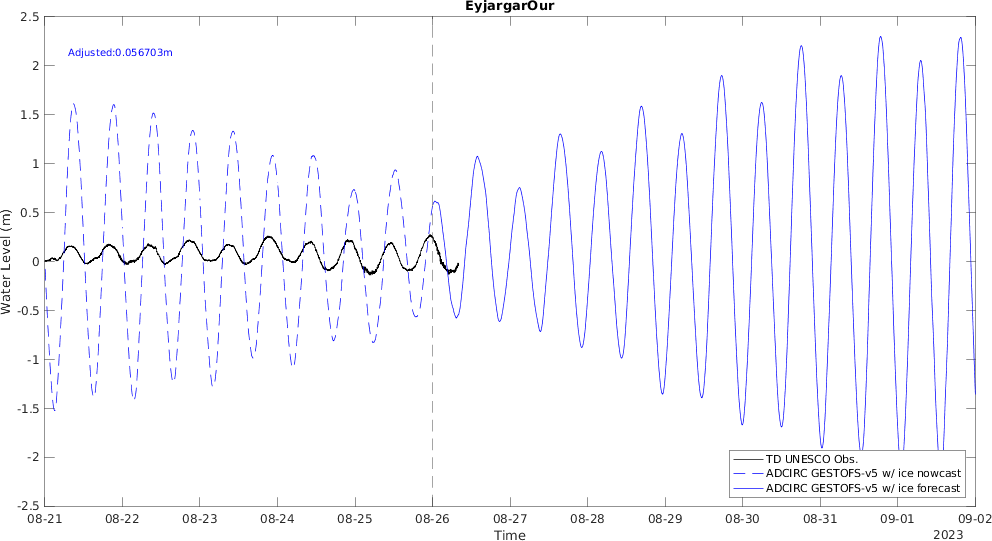 EyjargarOur
Adjusted:0.056703m
Water Level (m)
2.5
2
1.5
1
0.5
0
-0.5
-1
-1.5
-2
-2.5
TD UNESCO Obs.
ADCIRC GESTOFS-v5 w/ ice nowcast
ADCIRC GESTOFS-v5 w/ ice forecast
08-21 08-22 08-23 08-24 08-25 08-26 08-27 08-28 08-29 08-30 08-31 09-01 09-02
Time
2023